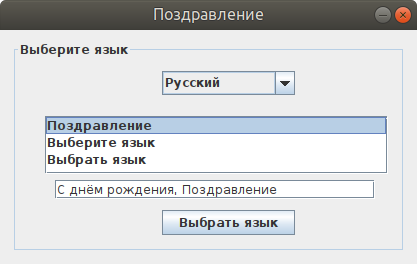 Поздравление
Выберите язык
Русский
Поздравление
Выберите язык
Выбрать язык
С днём рождения, Поздравление
Выбрать язык